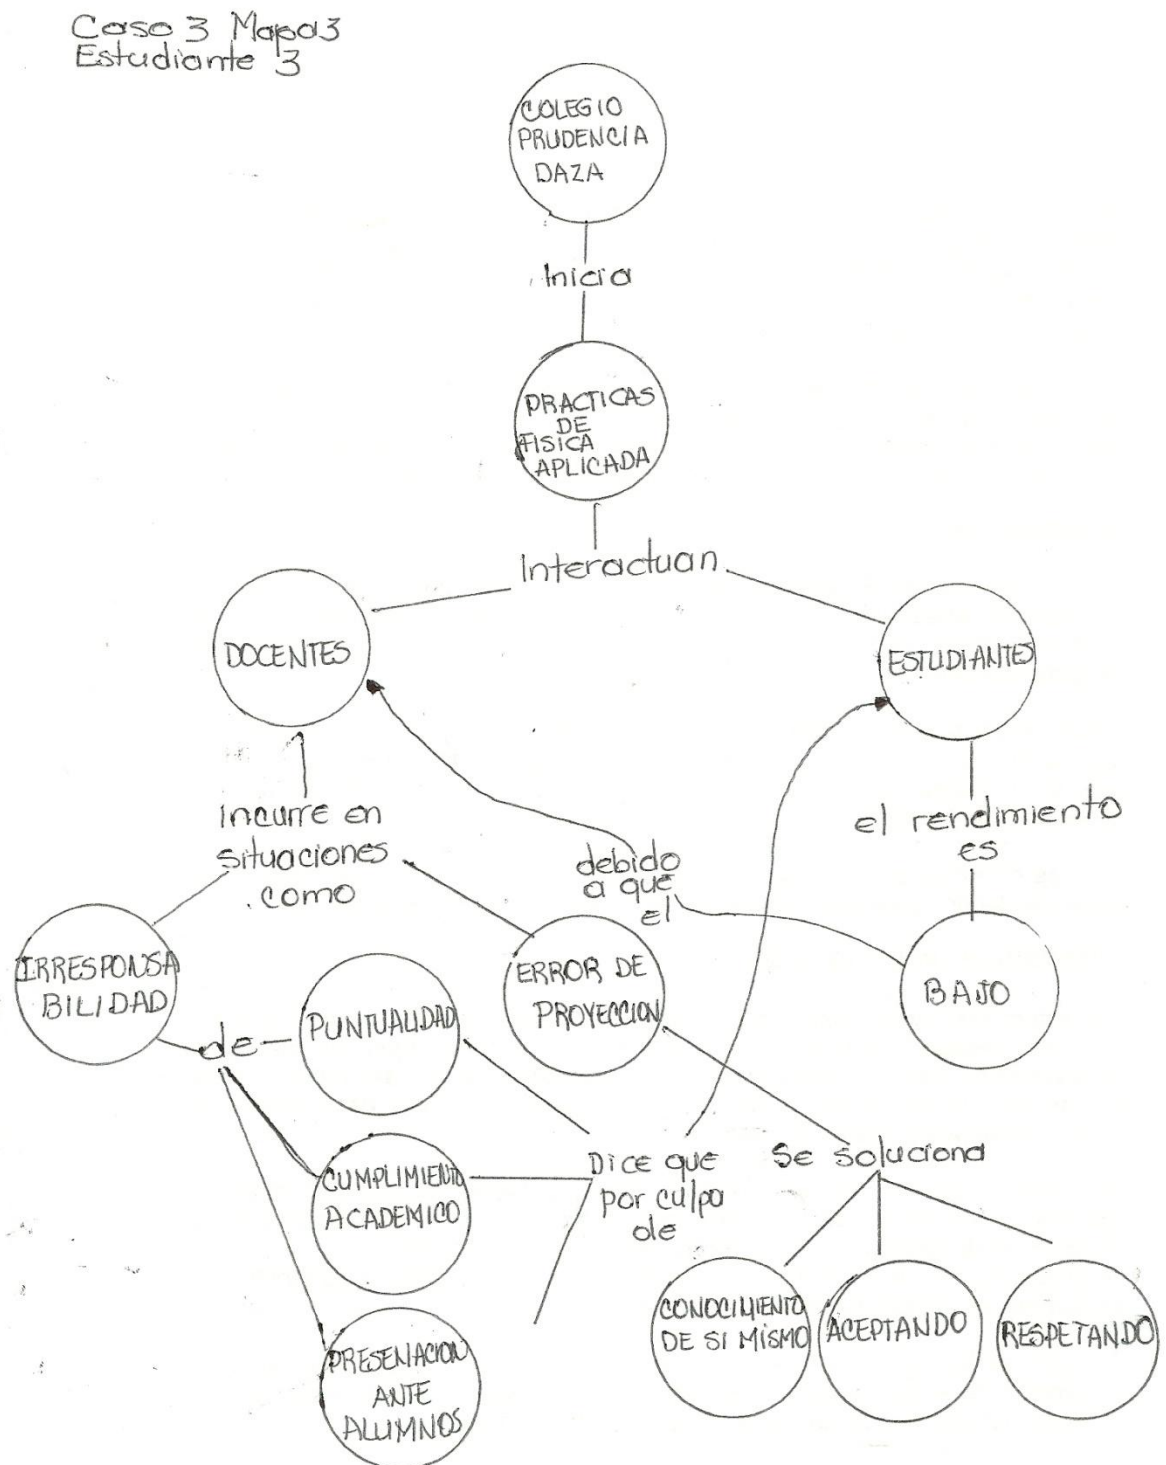 Caso 3 Mapa3
Estudiante 3
COLEGIO
PRUDENCIA
DAZA
Inicia
PRACTICAS
DE
FISICA
APLICADA
Interactuan
DOCENTES
ESTUDIANTES
incurre en
situaciones
como
debido
a que
el
el rendimiento
es
IRRESPONSA
BILIDAD
de
PUNTUALIDAD
ERROR DE
PROYECCION
BAJO
CUMPLIMIENTO
ACADEMICO
Dice que
por culpa
de
Se soluciona
PRESENACION
ANTE
ALUMNOS
CONOCIMIENTO
DE SI MISMO
ACEPTANDO
RESPETANDO